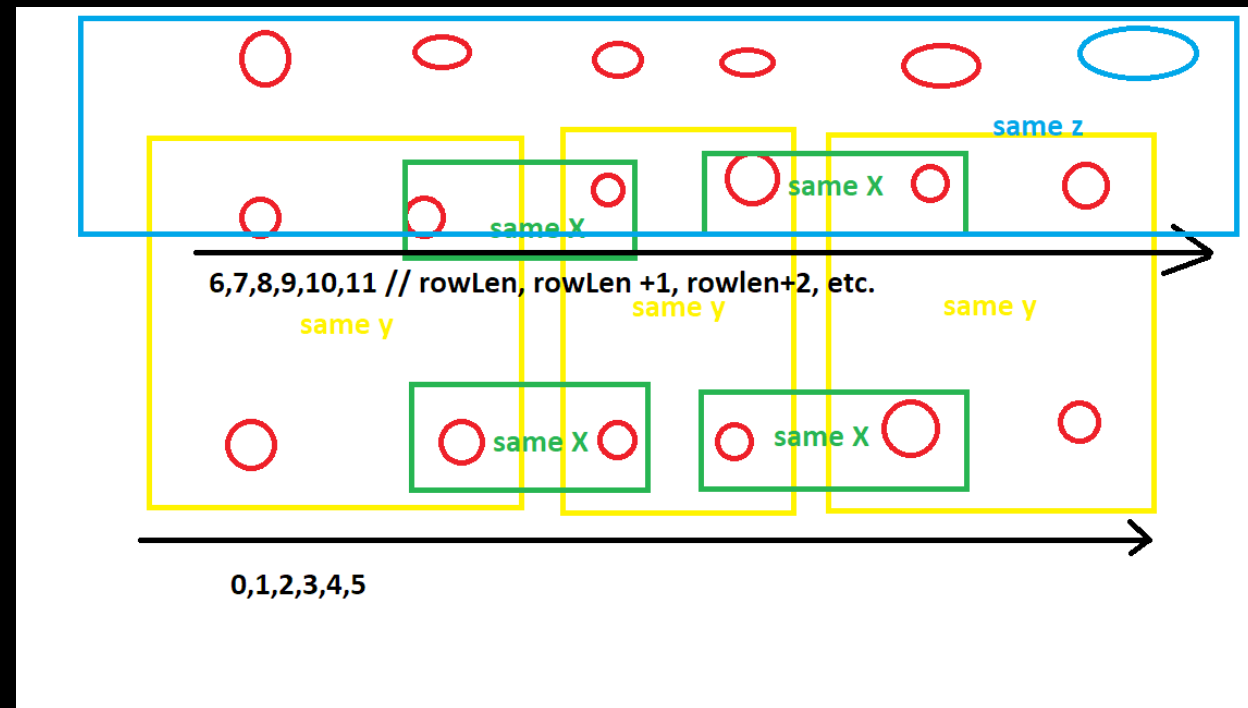 same z
same X
same X
6,7,8,9,10,11 // rowLen, rowLen +1, rowlen+2, etc.
same y
same y
same y
same X
same X
0,1,2,3,4,5